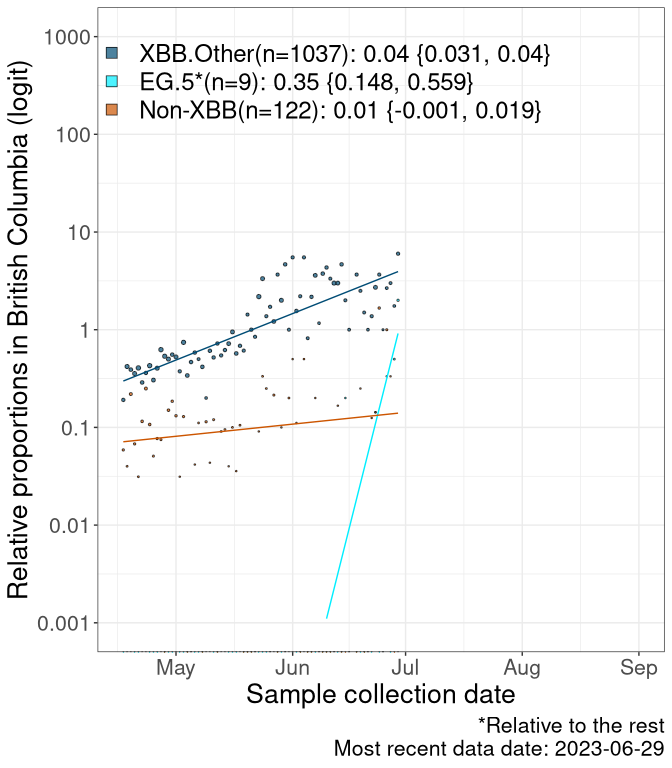 1000
100
10
1
0.1
0.01
0.001
Relative proportions in British Columbia (logit)
XBB.Other(n=1037): 0.04 {0.031, 0.04}
EG.5*(n=9): 0.35 {0.148, 0.559}
Non-XBB(n=122): 0.01 {-0.001, 0.019}
May Jun Jul Aug Sep
Sample collection date
*Relative to the rest
Most recent data date: 2023-06-29